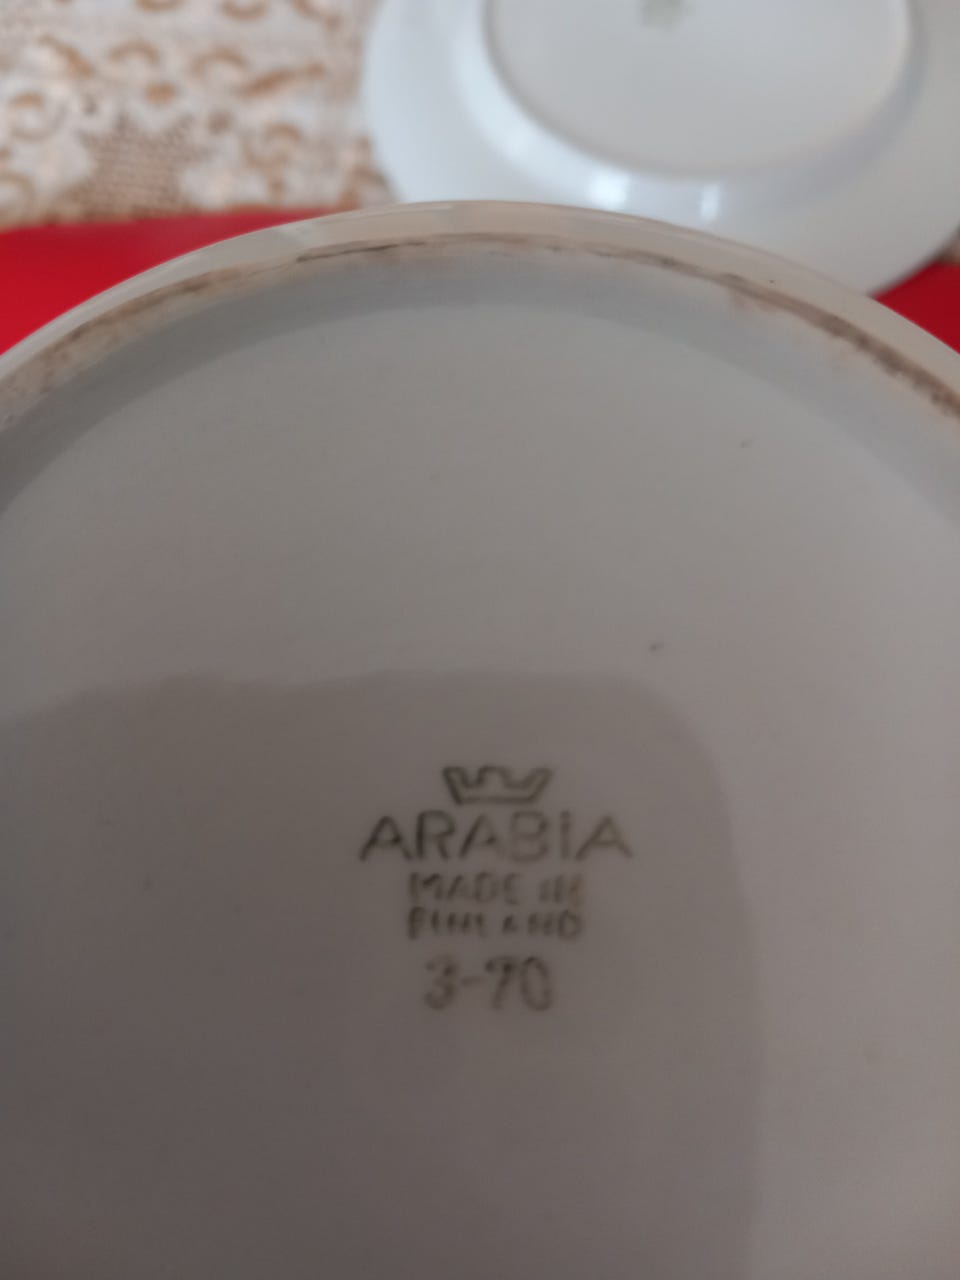 ARABIA
MADE IN
FINLAND
3-70